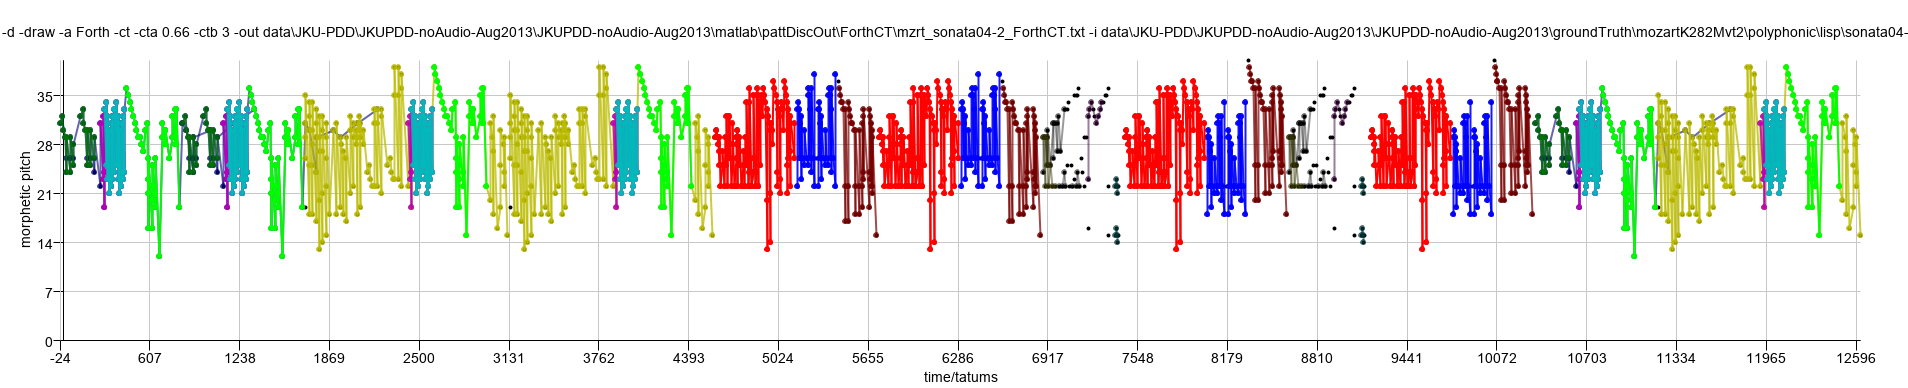 -d -draw -a Forth -ct -cta 0.66 -ctb 3 -out data\JKU-PDD\JKUPDD-noAudio-Aug2013\JKUPDD-noAudio-Aug2013\matlab\pattDiscOut\ForthCT\mzrt_sonata04-2_ForthCT.txt -i data\JKU-PDD\JKUPDD-noAudio-Aug2013\JKUPDD-noAudio-Aug2013\groundTruth\mozartK282Mvt2\polyphonic\lisp\sonata04-
morphetic pitch
35
28
21
14
7
0
-24 607 1238 1869 2500 3131 3762 4393 5024 5655 6286 6917 7548 8179 8810 9441 10072 10703 11334 11965 12596
time/tatums